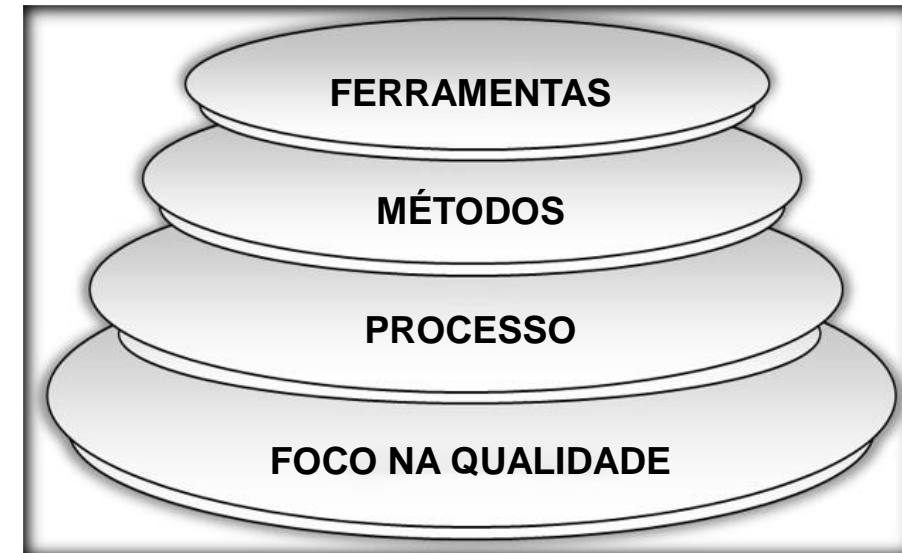 FERRAMENTAS
MÉTODOS
PROCESSO
FOCO NA QUALIDADE